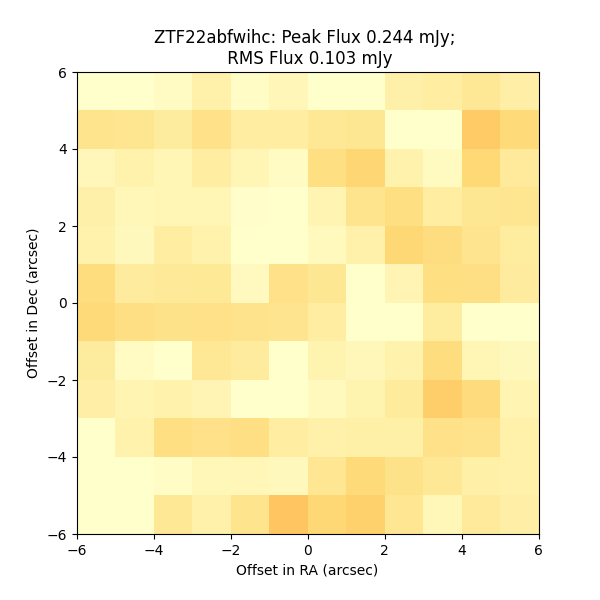 ZTF22abfwihc: Peak Flux 0.244 mJy;
RMS Flux 0.103 mJy
6
4
2
0
−2
−4
−6
Offset in Dec (arcsec)
−6 −4 −2 0 2 4 6
Offset in RA (arcsec)